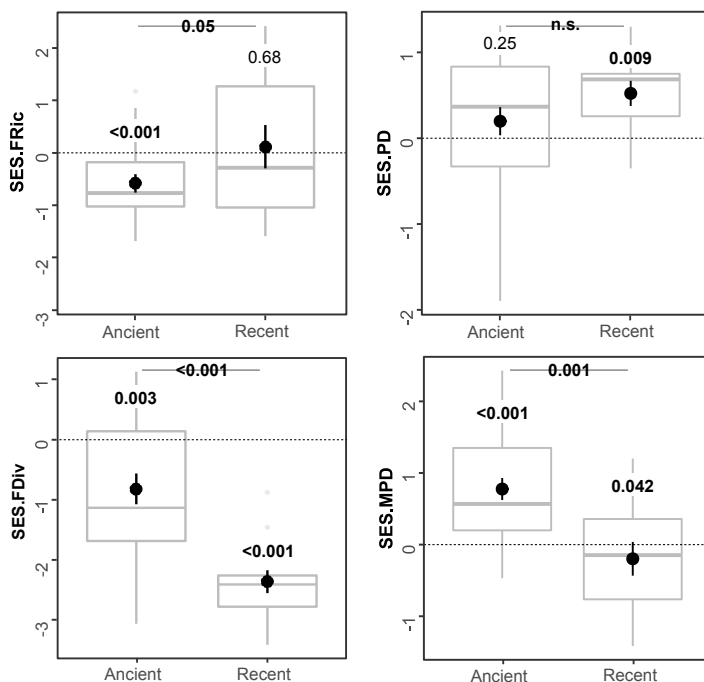 0.05
0.68
<0.001
SES.FRic
2
1
0
-1
-2
-3
Ancient
Recent
n.s.
0.25
0.009
SES.PD
1
0
-1
-2
Ancient
Recent
<0.001
0.003
<0.001
SES.FDiv
1
0
-1
-2
-3
Ancient
Recent
0.001
<0.001
0.042
SES.MPD
2
1
0
-1
Ancient
Recent